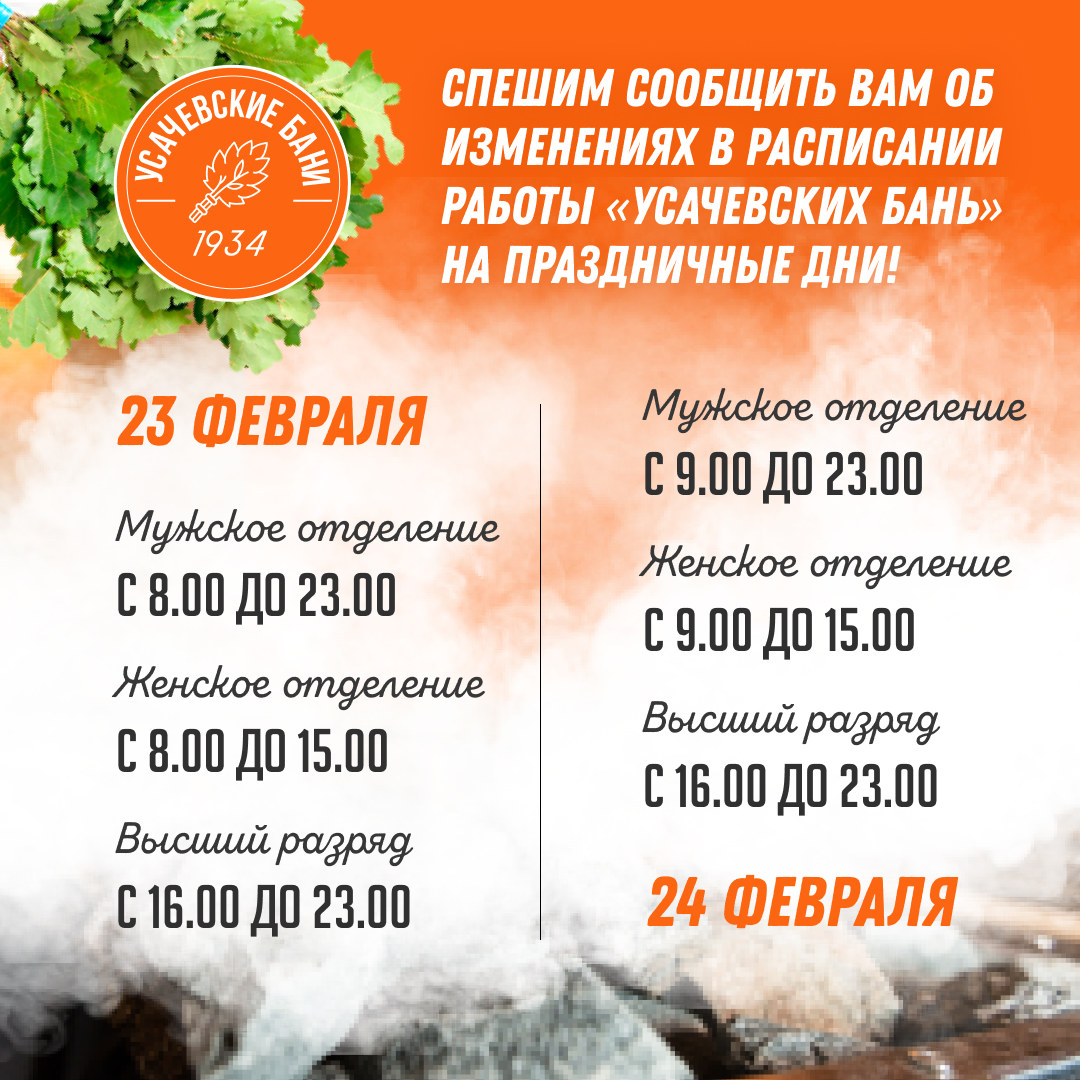 УСАЧЕВСКИЕ БАНИ
1934
СПЕШИМ СООБЩИТЬ ВАМ ОБ
ИЗМЕНЕНИЯХ В РАСПИСАНИИ
РАБОТЫ «УСАЧЕВСКИХ БАНЬ»
НА ПРАЗДНИЧНЫЕ ДНИ!
23 ФЕВРАЛЯ
Мужское отделение
С 8.00 ДО 23.00
Женское отделение
С 8.00 ДО 15.00
Высший разряд
С 16.00 ДО 23.00
Мужское отделение
С 9.00 ДО 23.00
Женское отделение
С 9.00 ДО 15.00
Высший разряд
С 16.00 ДО 23.00
24 ФЕВРАЛЯ